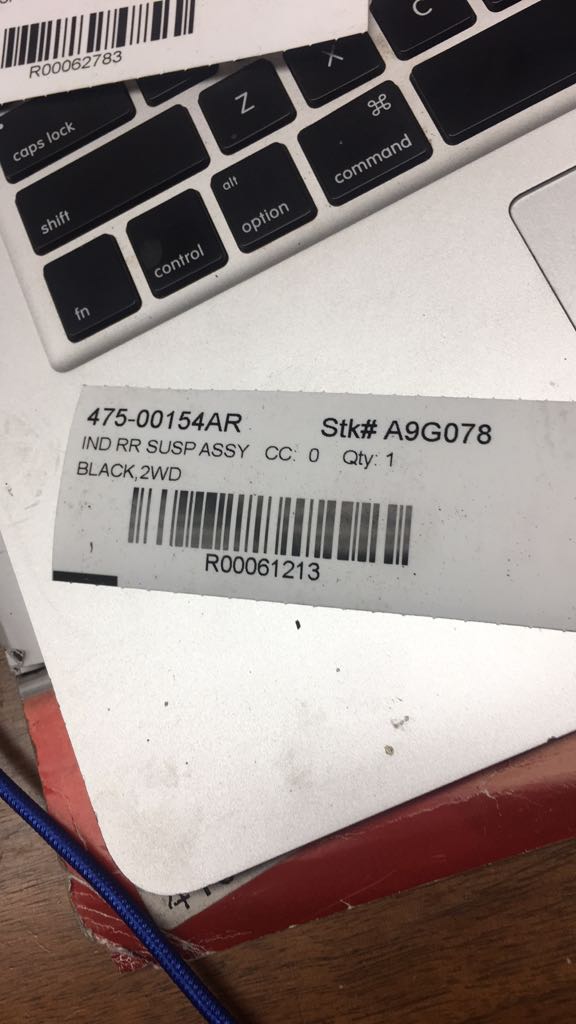 R00062783
C
X
Z
⌘
command
caps lock
alt
option
shift
control
fn
475-00154AR Stk# A9G078
IND RR SUSP ASSY CC: 0 Qty: 1
BLACK,2WD
R00061213